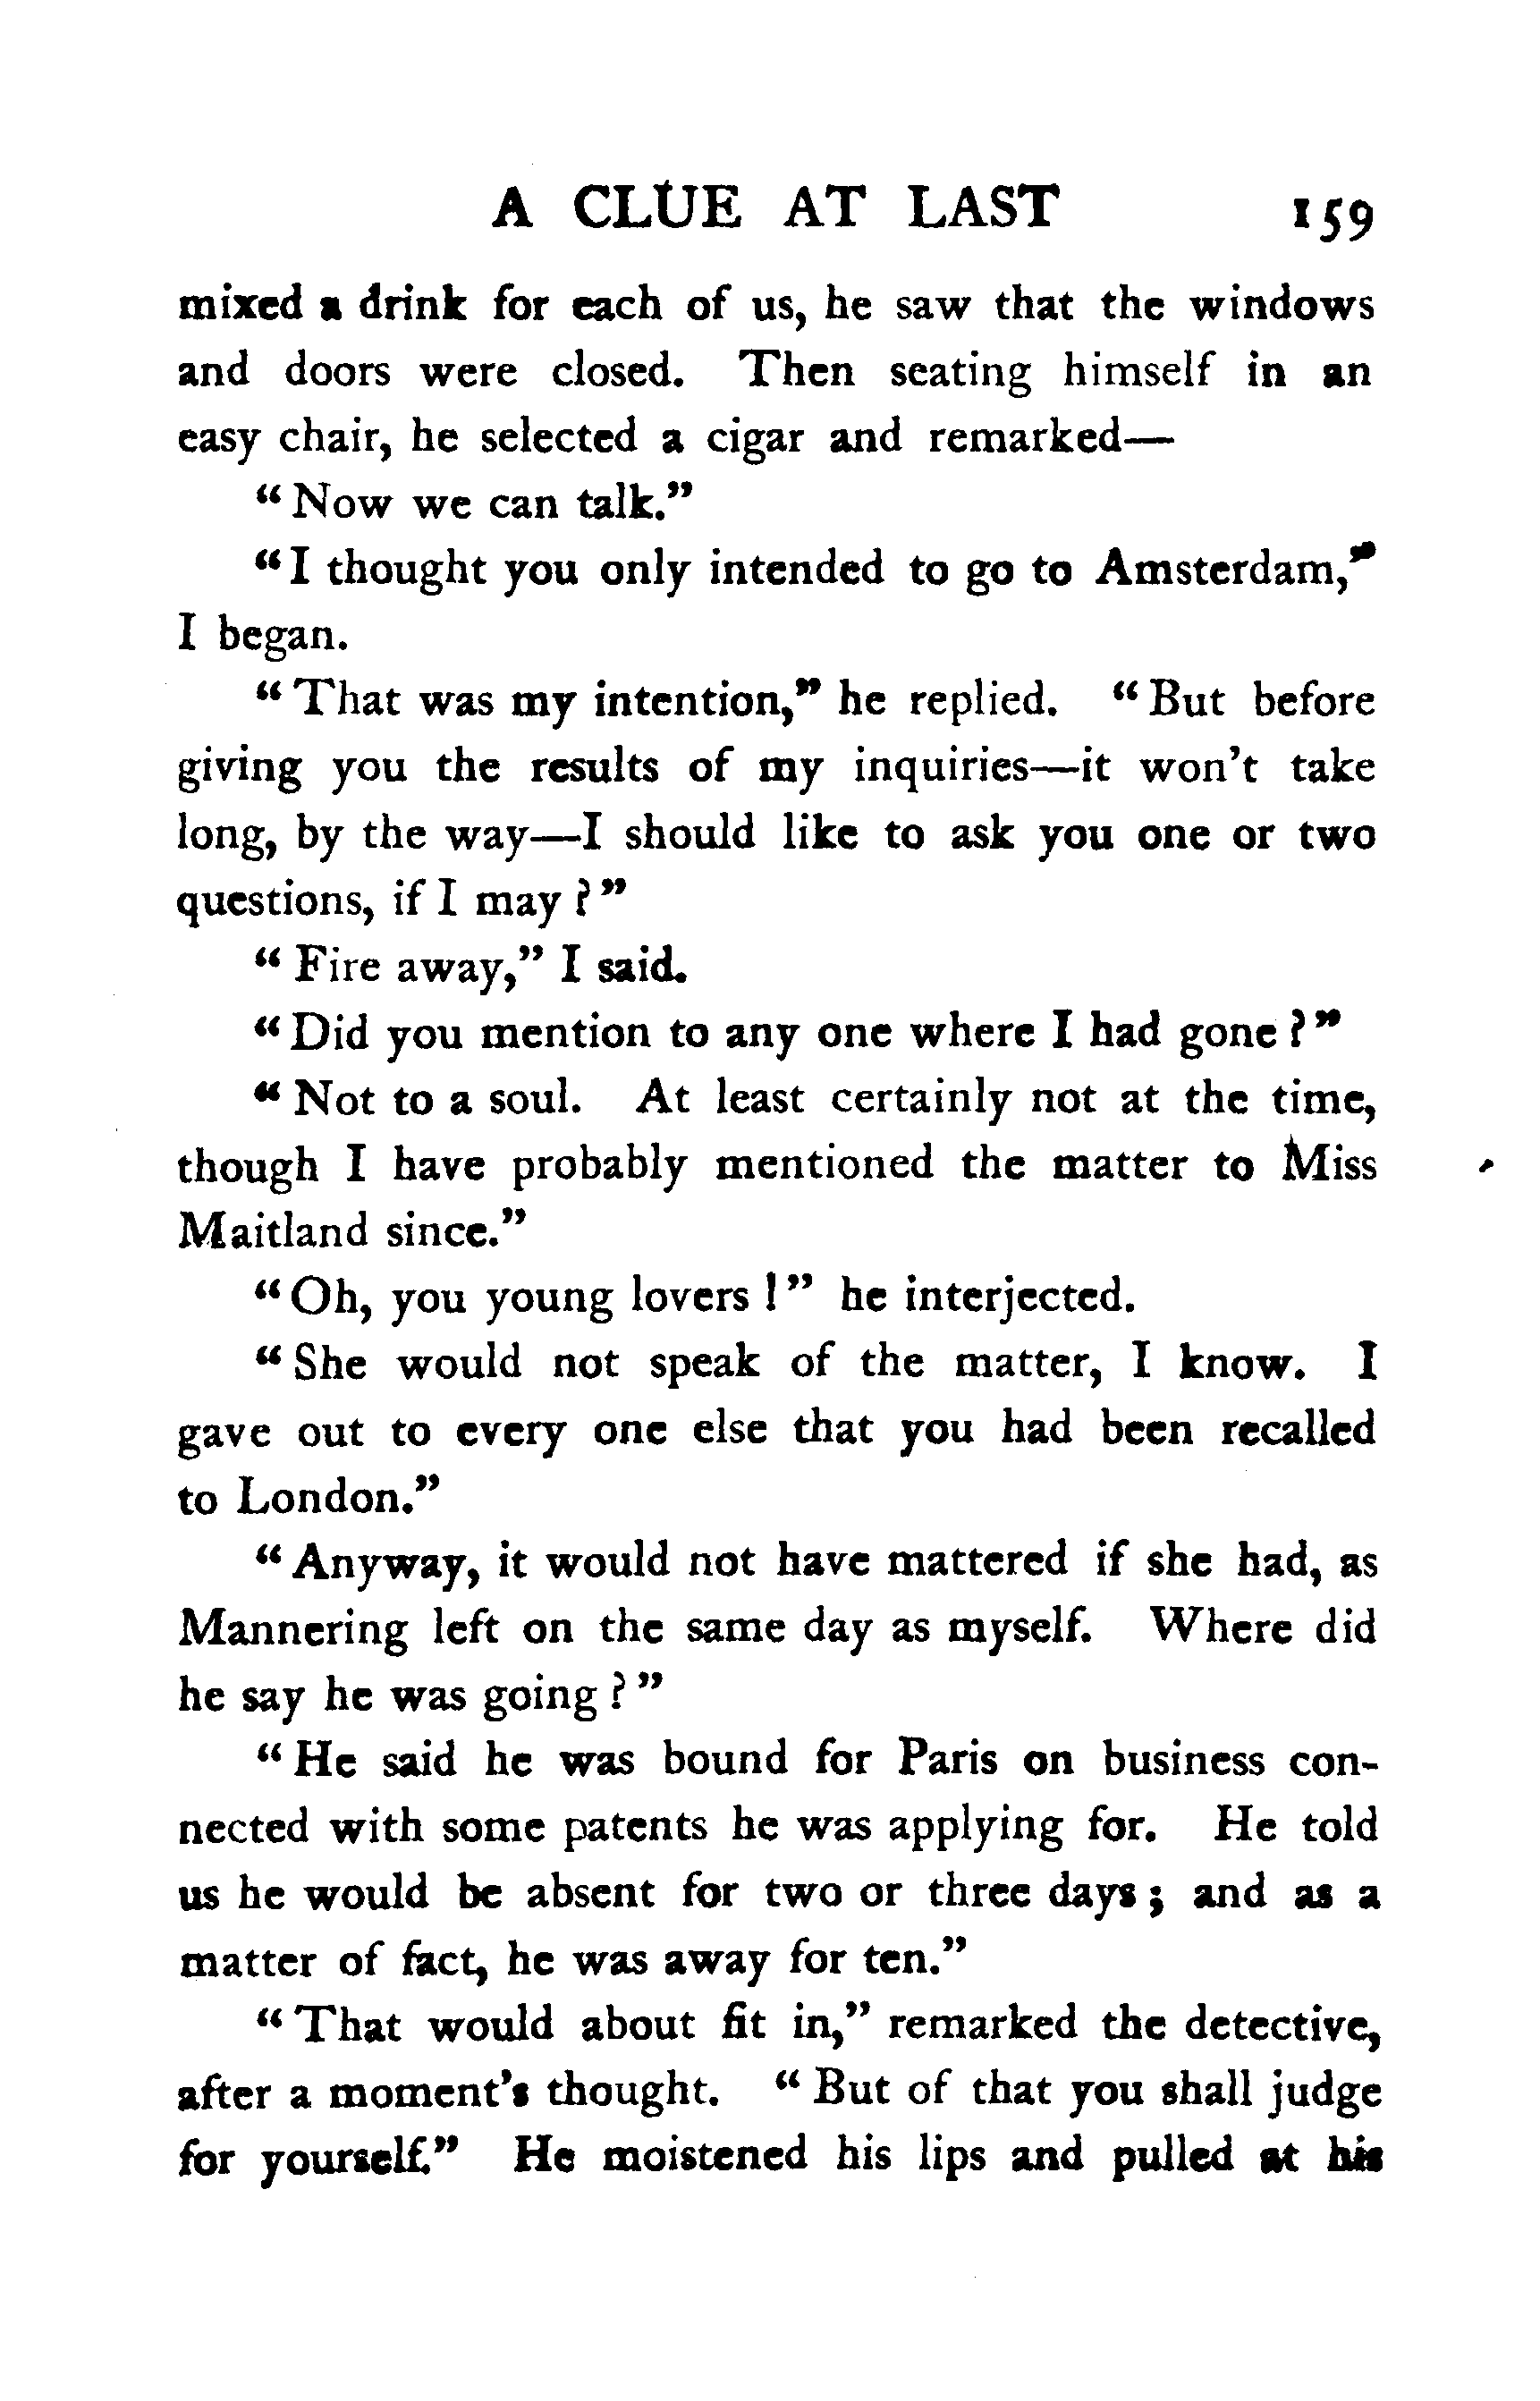 A CLUE AT LAST 159
mixed a drink for each of us, he saw that the windows
and doors were closed. Then seating himself in an
easy chair, he selected a cigar and remarked—
“Now we can talk.”
“I thought you only intended to go to Amsterdam,”
I began.
“That was my intention,” he replied. “But before
giving you the results of my inquiries—it won’t take
long, by the way—I should like to ask you one or two
questions, if I may ?”
“Fire away,” I said.
“Did you mention to any one where I had gone ?”
“Not to a soul. At least certainly not at the time,
though I have probably mentioned the matter to Miss
Maitland since.”
“Oh, you young lovers !” he interjected.
“She would not speak of the matter, I know. I
gave out to every one else that you had been recalled
to London.”
“Anyway, it would not have mattered if she had, as
Mannering left on the same day as myself. Where did
he say he was going ?”
“He said he was bound for Paris on business con-
nected with some patents he was applying for. He told
us he would be absent for two or three days ; and as a
matter of fact, he was away for ten.”
“That would about fit in,” remarked the detective,
after a moment’s thought. “But of that you shall judge
for yourself.” He moistened his lips and pulled at his